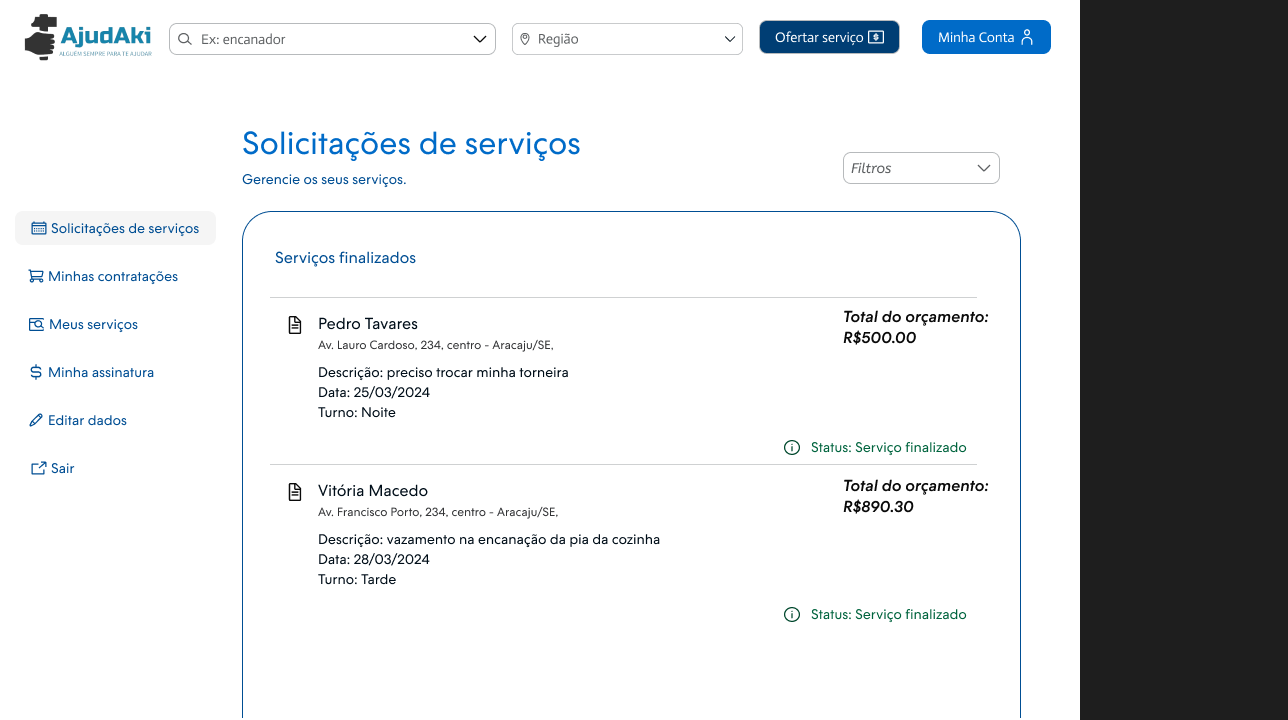 AjudAki
ALGUÉM SEMPRE PARA TE AJUDAR
Ex: encanador
Região
Ofertar serviço
Minha Conta
Solicitações de serviços
Gerencie os seus serviços.
Filtros
Solicitações de serviços
Minhas contratações
Meus serviços
Minha assinatura
Editar dados
Sair
Serviços finalizados
Pedro Tavares
Av. Lauro Cardoso, 234, centro - Aracaju/SE,
Descrição: preciso trocar minha torneira
Data: 25/03/2024
Turno: Noite
Total do orçamento:
R$500.00
Status: Serviço finalizado
Vitória Macedo
Av. Francisco Porto, 234, centro - Aracaju/SE,
Descrição: vazamento na encanação da pia da cozinha
Data: 28/03/2024
Turno: Tarde
Total do orçamento:
R$890.30
Status: Serviço finalizado